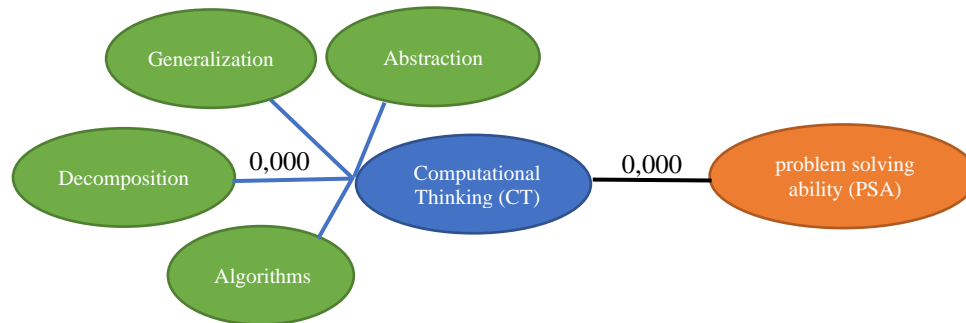 Generalization
Abstraction
Decomposition
0,000
Computational
Thinking (CT)
0,000
problem solving
ability (PSA)
Algorithms